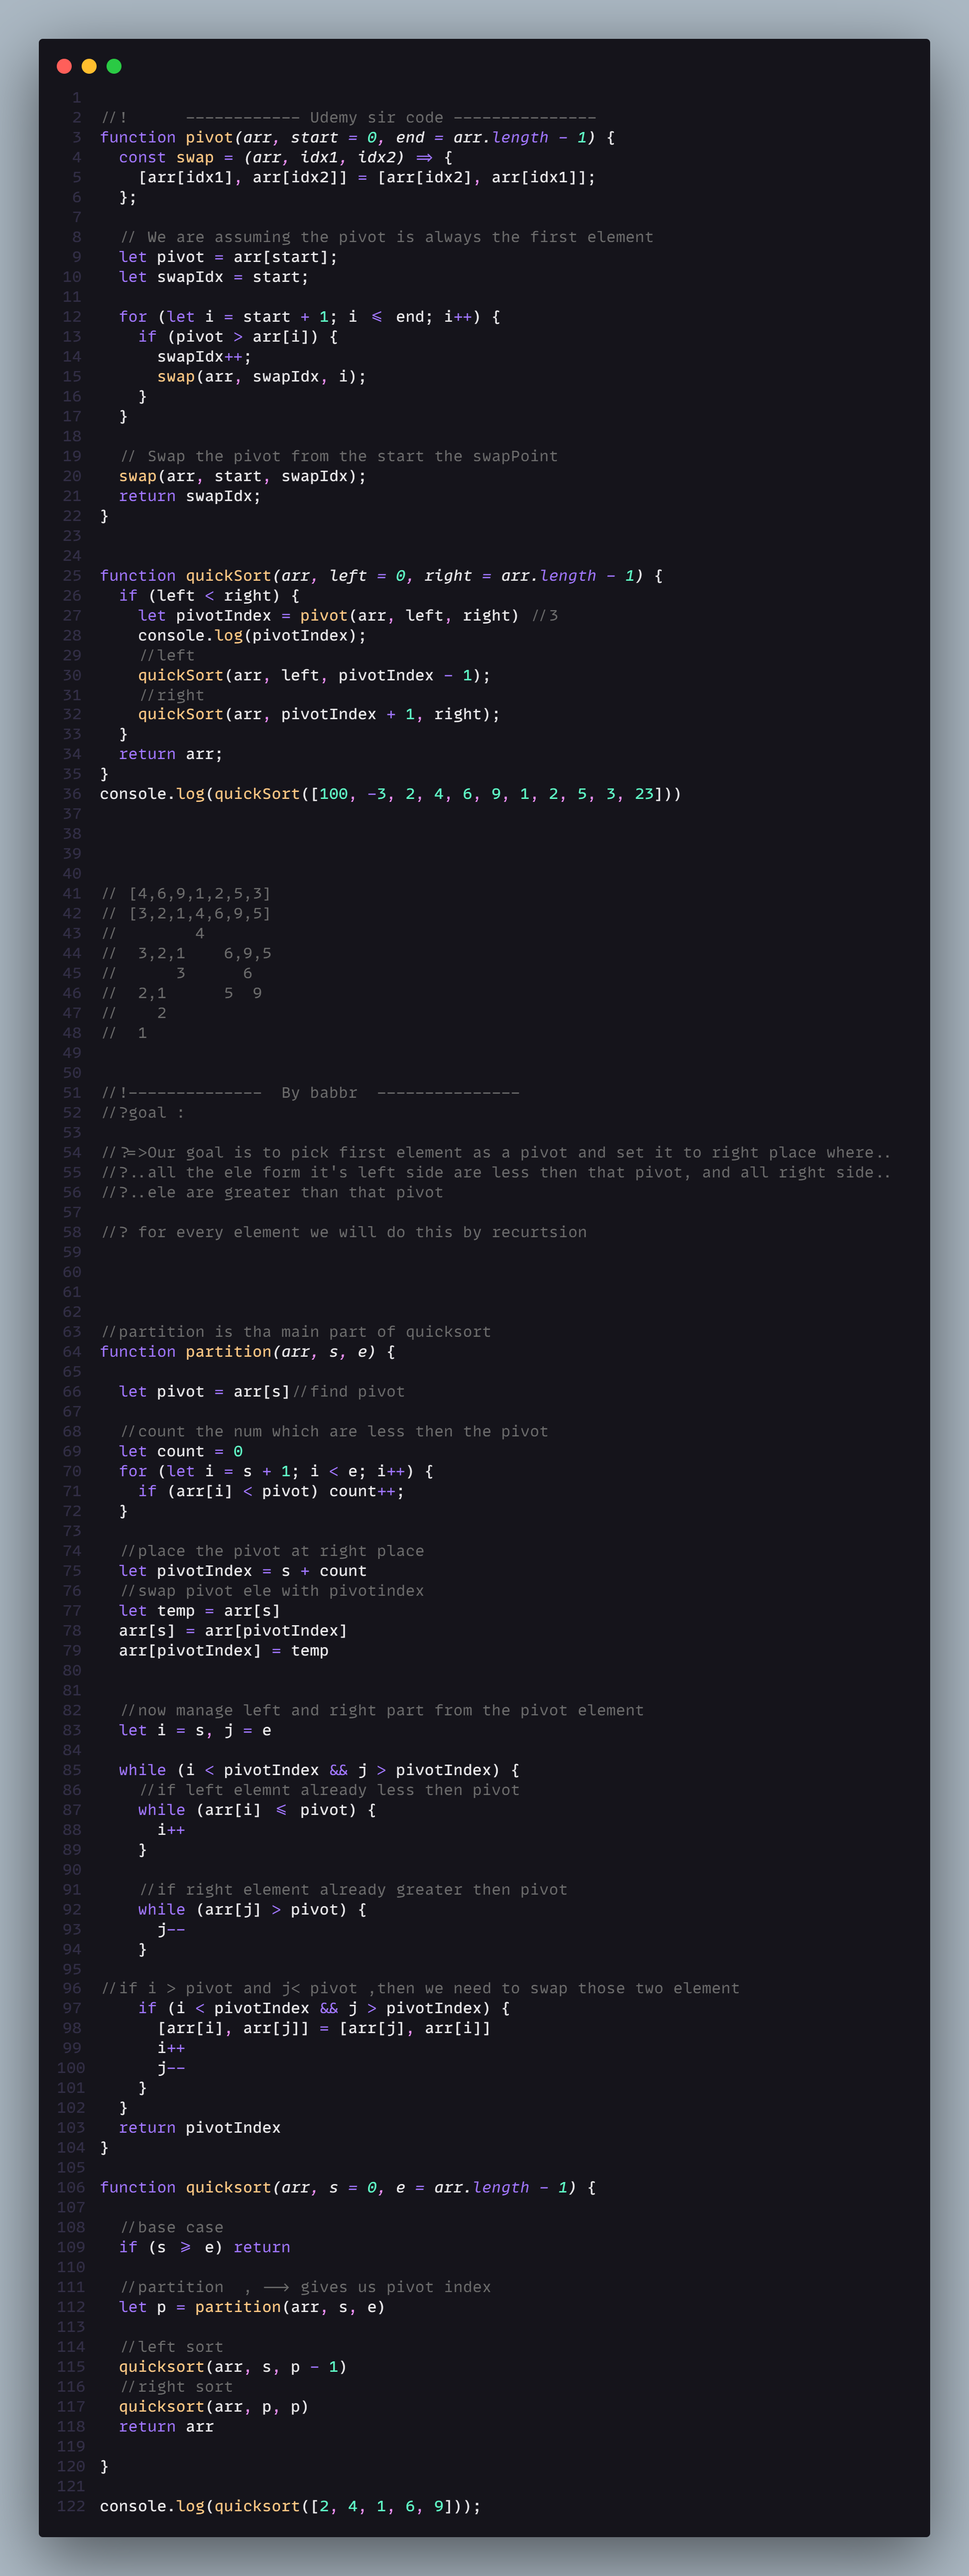 1
2 //!      ------------ Udemy sir code ---------------
3 function pivot(arr, start = 0, end = arr.length - 1) {
4   const swap = (arr, idx1, idx2) => {
5     [arr[idx1], arr[idx2]] = [arr[idx2], arr[idx1]];
6   };
7
8   // We are assuming the pivot is always the first element
9   let pivot = arr[start];
10   let swapIdx = start;
11
12   for (let i = start + 1; i <= end; i++) {
13     if (pivot > arr[i]) {
14       swapIdx++;
15       swap(arr, swapIdx, i);
16     }
17   }
18
19   // Swap the pivot from the start the swapPoint
20   swap(arr, start, swapIdx);
21   return swapIdx;
22 }
23
24
25 function quickSort(arr, left = 0, right = arr.length - 1) {
26   if (left < right) {
27     let pivotIndex = pivot(arr, left, right) //3
28     console.log(pivotIndex);
29     //left
30     quickSort(arr, left, pivotIndex - 1);
31     //right
32     quickSort(arr, pivotIndex + 1, right);
33   }
34   return arr;
35 }
36 console.log(quickSort([100, -3, 2, 4, 6, 9, 1, 2, 5, 3, 23]))
37
38
39
40
41 // [4,6,9,1,2,5,3]
42 // [3,2,1,4,6,9,5]
43 //        4
44 //  3,2,1    6,9,5
45 //      3      6
46 //  2,1      5  9
47 //    2
48 //  1
49
50
51 //!--------------  By babbr  ---------------
52 //?goal :
53
54 //?=>Our goal is to pick first element as a pivot and set it to right place where..
55 //?..all the ele form it's left side are less then that pivot, and all right side..
56 //?..ele are greater than that pivot
57
58 //? for every element we will do this by recurtsion
59
60
61
62
63 //partition is tha main part of quicksort
64 function partition(arr, s, e) {
65
66   let pivot = arr[s]//find pivot
67
68   //count the num which are less then the pivot
69   let count = 0
70   for (let i = s + 1; i < e; i++) {
71     if (arr[i] < pivot) count++;
72   }
73
74   //place the pivot at right place
75   let pivotIndex = s + count
76   //swap pivot ele with pivotindex
77   let temp = arr[s]
78   arr[s] = arr[pivotIndex]
79   arr[pivotIndex] = temp
80
81
82   //now manage left and right part from the pivot element
83   let i = s, j = e
84
85   while (i < pivotIndex && j > pivotIndex) {
86     //if left elemnt already less then pivot
87     while (arr[i] <= pivot) {
88       i++
89     }
90
91     //if right element already greater then pivot
92     while (arr[j] > pivot) {
93       j--
94     }
95
96 //if i > pivot and j< pivot ,then we need to swap those two element
97     if (i < pivotIndex && j > pivotIndex) {
98       [arr[i], arr[j]] = [arr[j], arr[i]]
99       i++
100       j--
101     }
102   }
103   return pivotIndex
104 }
105
106 function quicksort(arr, s = 0, e = arr.length - 1) {
107
108   //base case
109   if (s >= e) return
110
111   //partition  , --> gives us pivot index
112   let p = partition(arr, s, e)
113
114   //left sort
115   quicksort(arr, s, p - 1)
116   //right sort
117   quicksort(arr, p, p)
118   return arr
119
120 }
121
122 console.log(quicksort([2, 4, 1, 6, 9]));